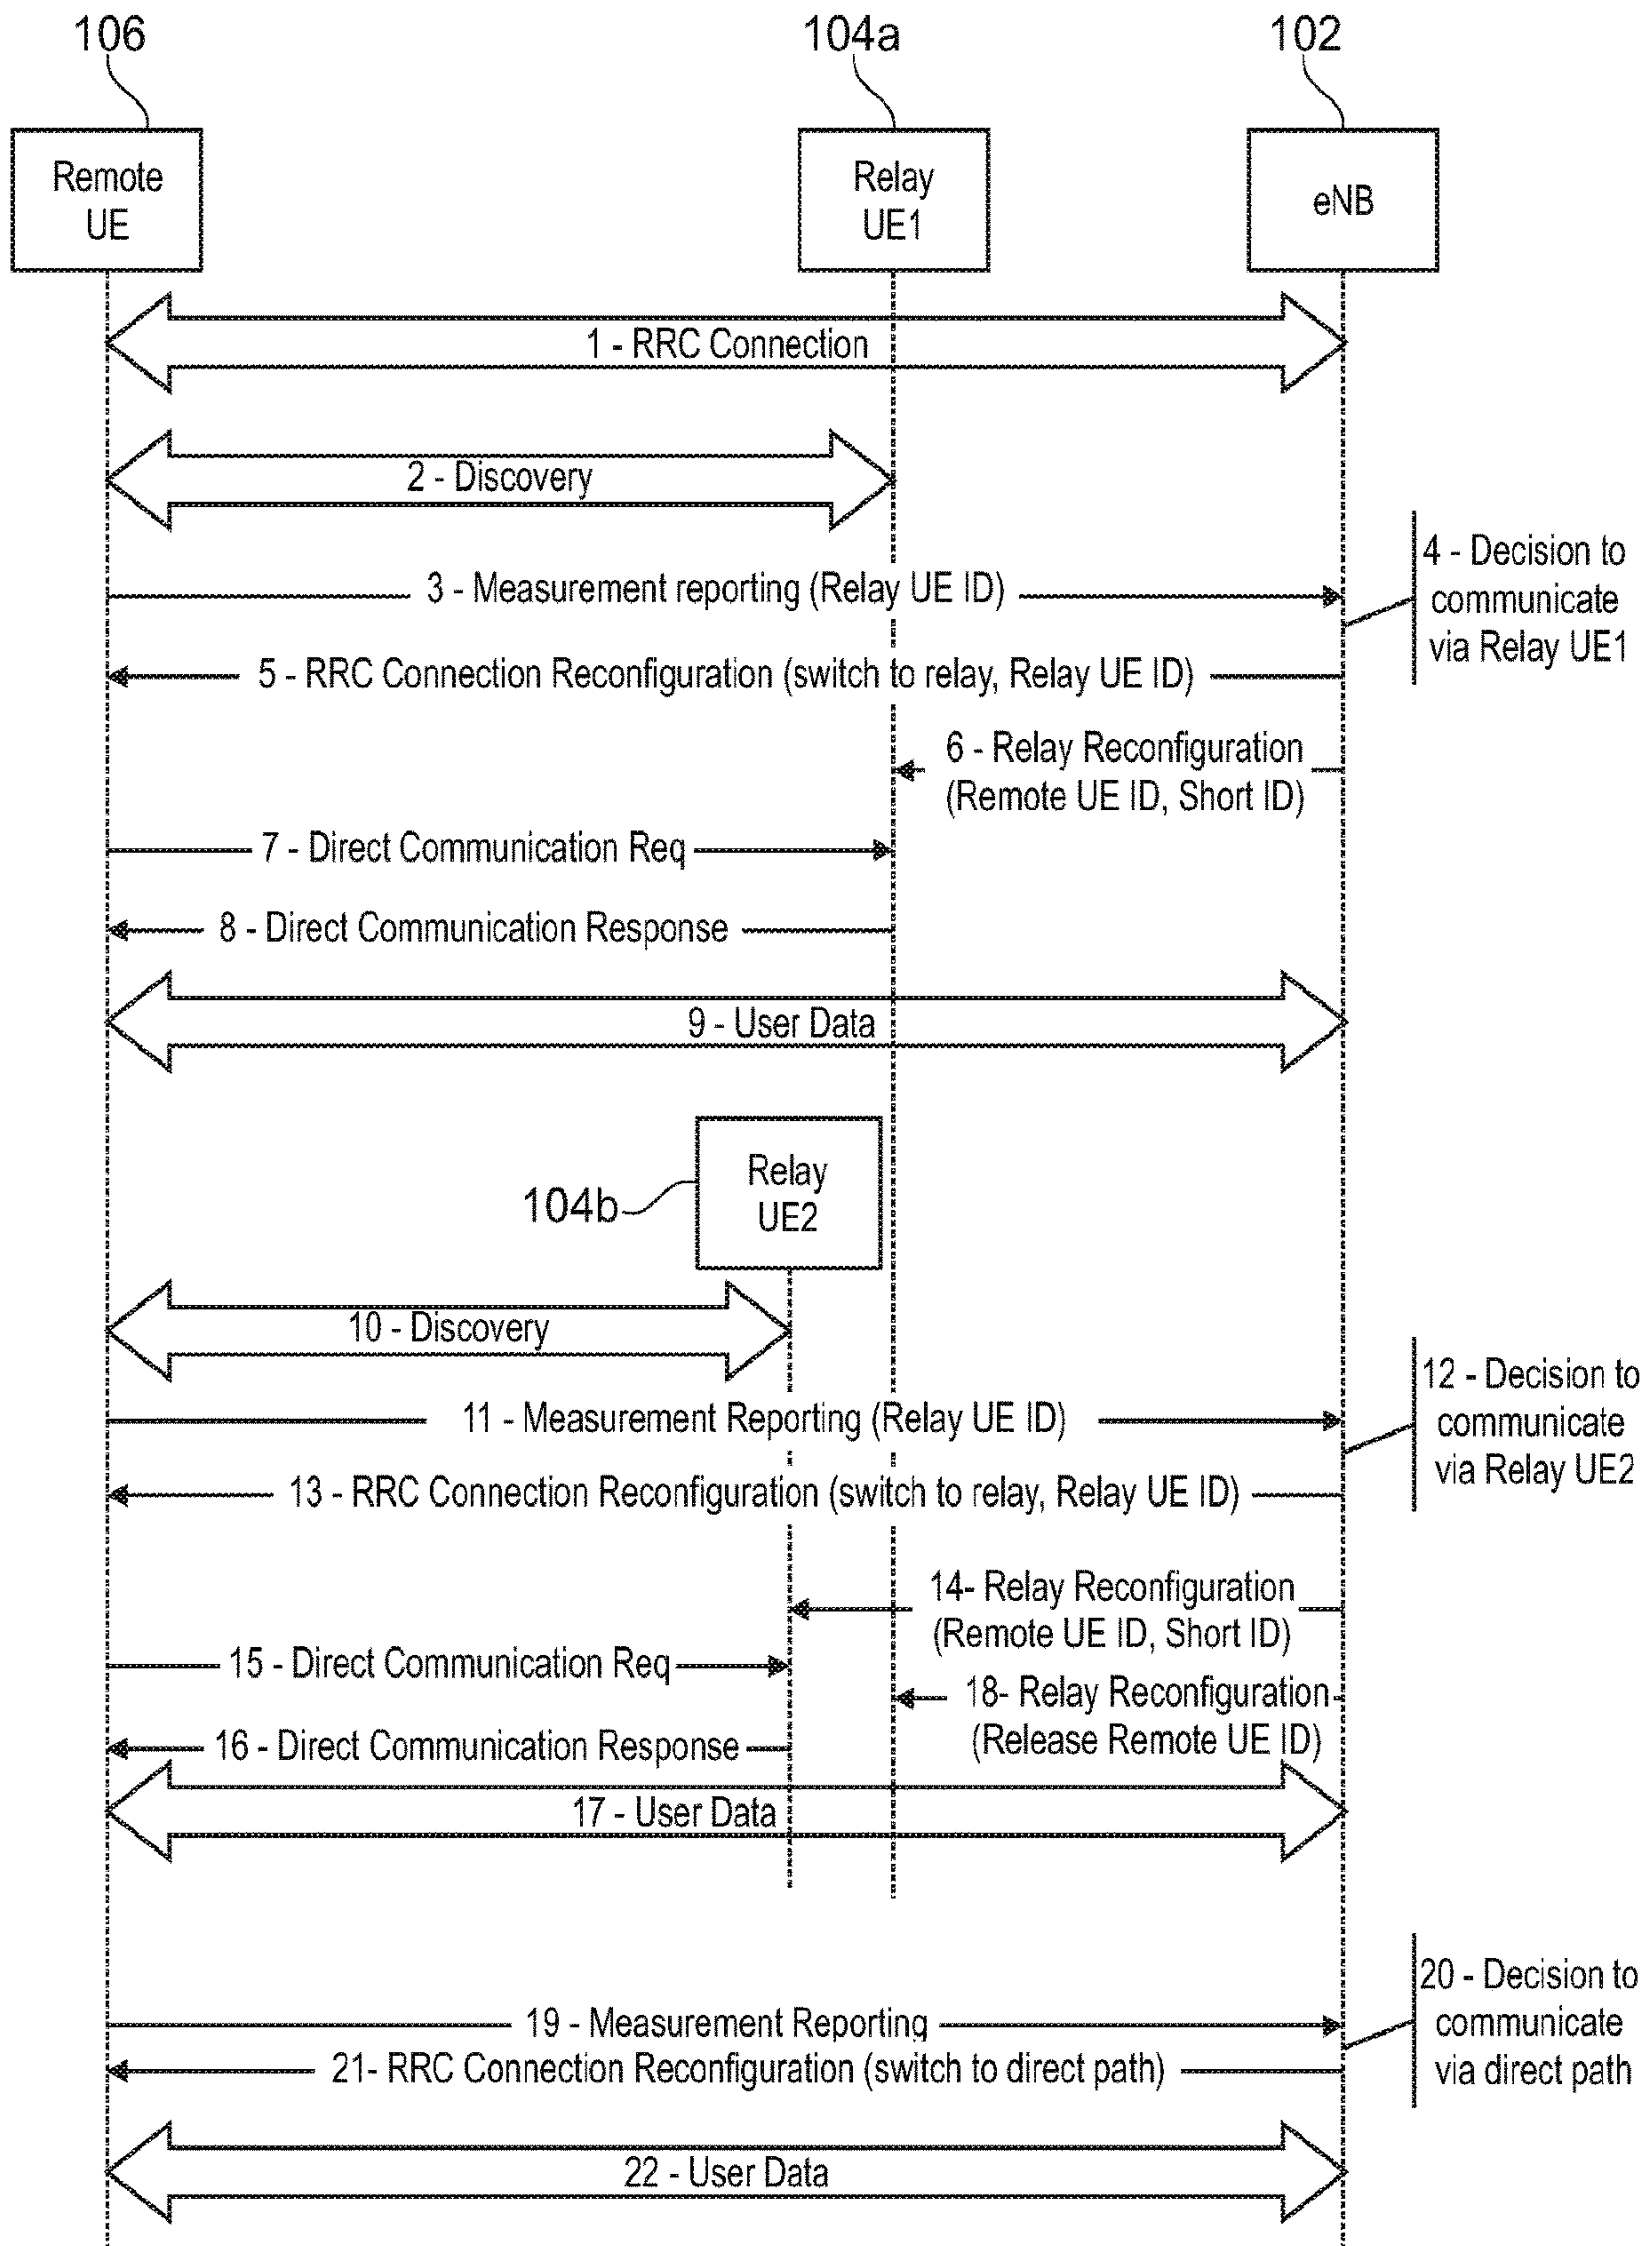 106
104a
102
Remote
UE
Relay
UE1
eNB
1 - RRC Connection
2 - Discovery
3 - Measurement reporting (Relay UE ID)
4 - Decision to
communicate
via Relay UE1
5 - RRC Connection Reconfiguration (switch to relay, Relay UE ID)
6 - Relay Reconfiguration
(Remote UE ID, Short ID)
7 - Direct Communication Req
8 - Direct Communication Response
9 - User Data
Relay
UE2
104b
10 - Discovery
11 - Measurement Reporting (Relay UE ID)
12 - Decision to
communicate
via Relay UE2
13 - RRC Connection Reconfiguration (switch to relay, Relay UE ID)
14- Relay Reconfiguration
(Remote UE ID, Short ID)
15 - Direct Communication Req
18- Relay Reconfiguration
(Release Remote UE ID)
16 - Direct Communication Response
17 - User Data
19 - Measurement Reporting
20 - Decision to
communicate
via direct path
21- RRC Connection Reconfiguration (switch to direct path)
22 - User Data